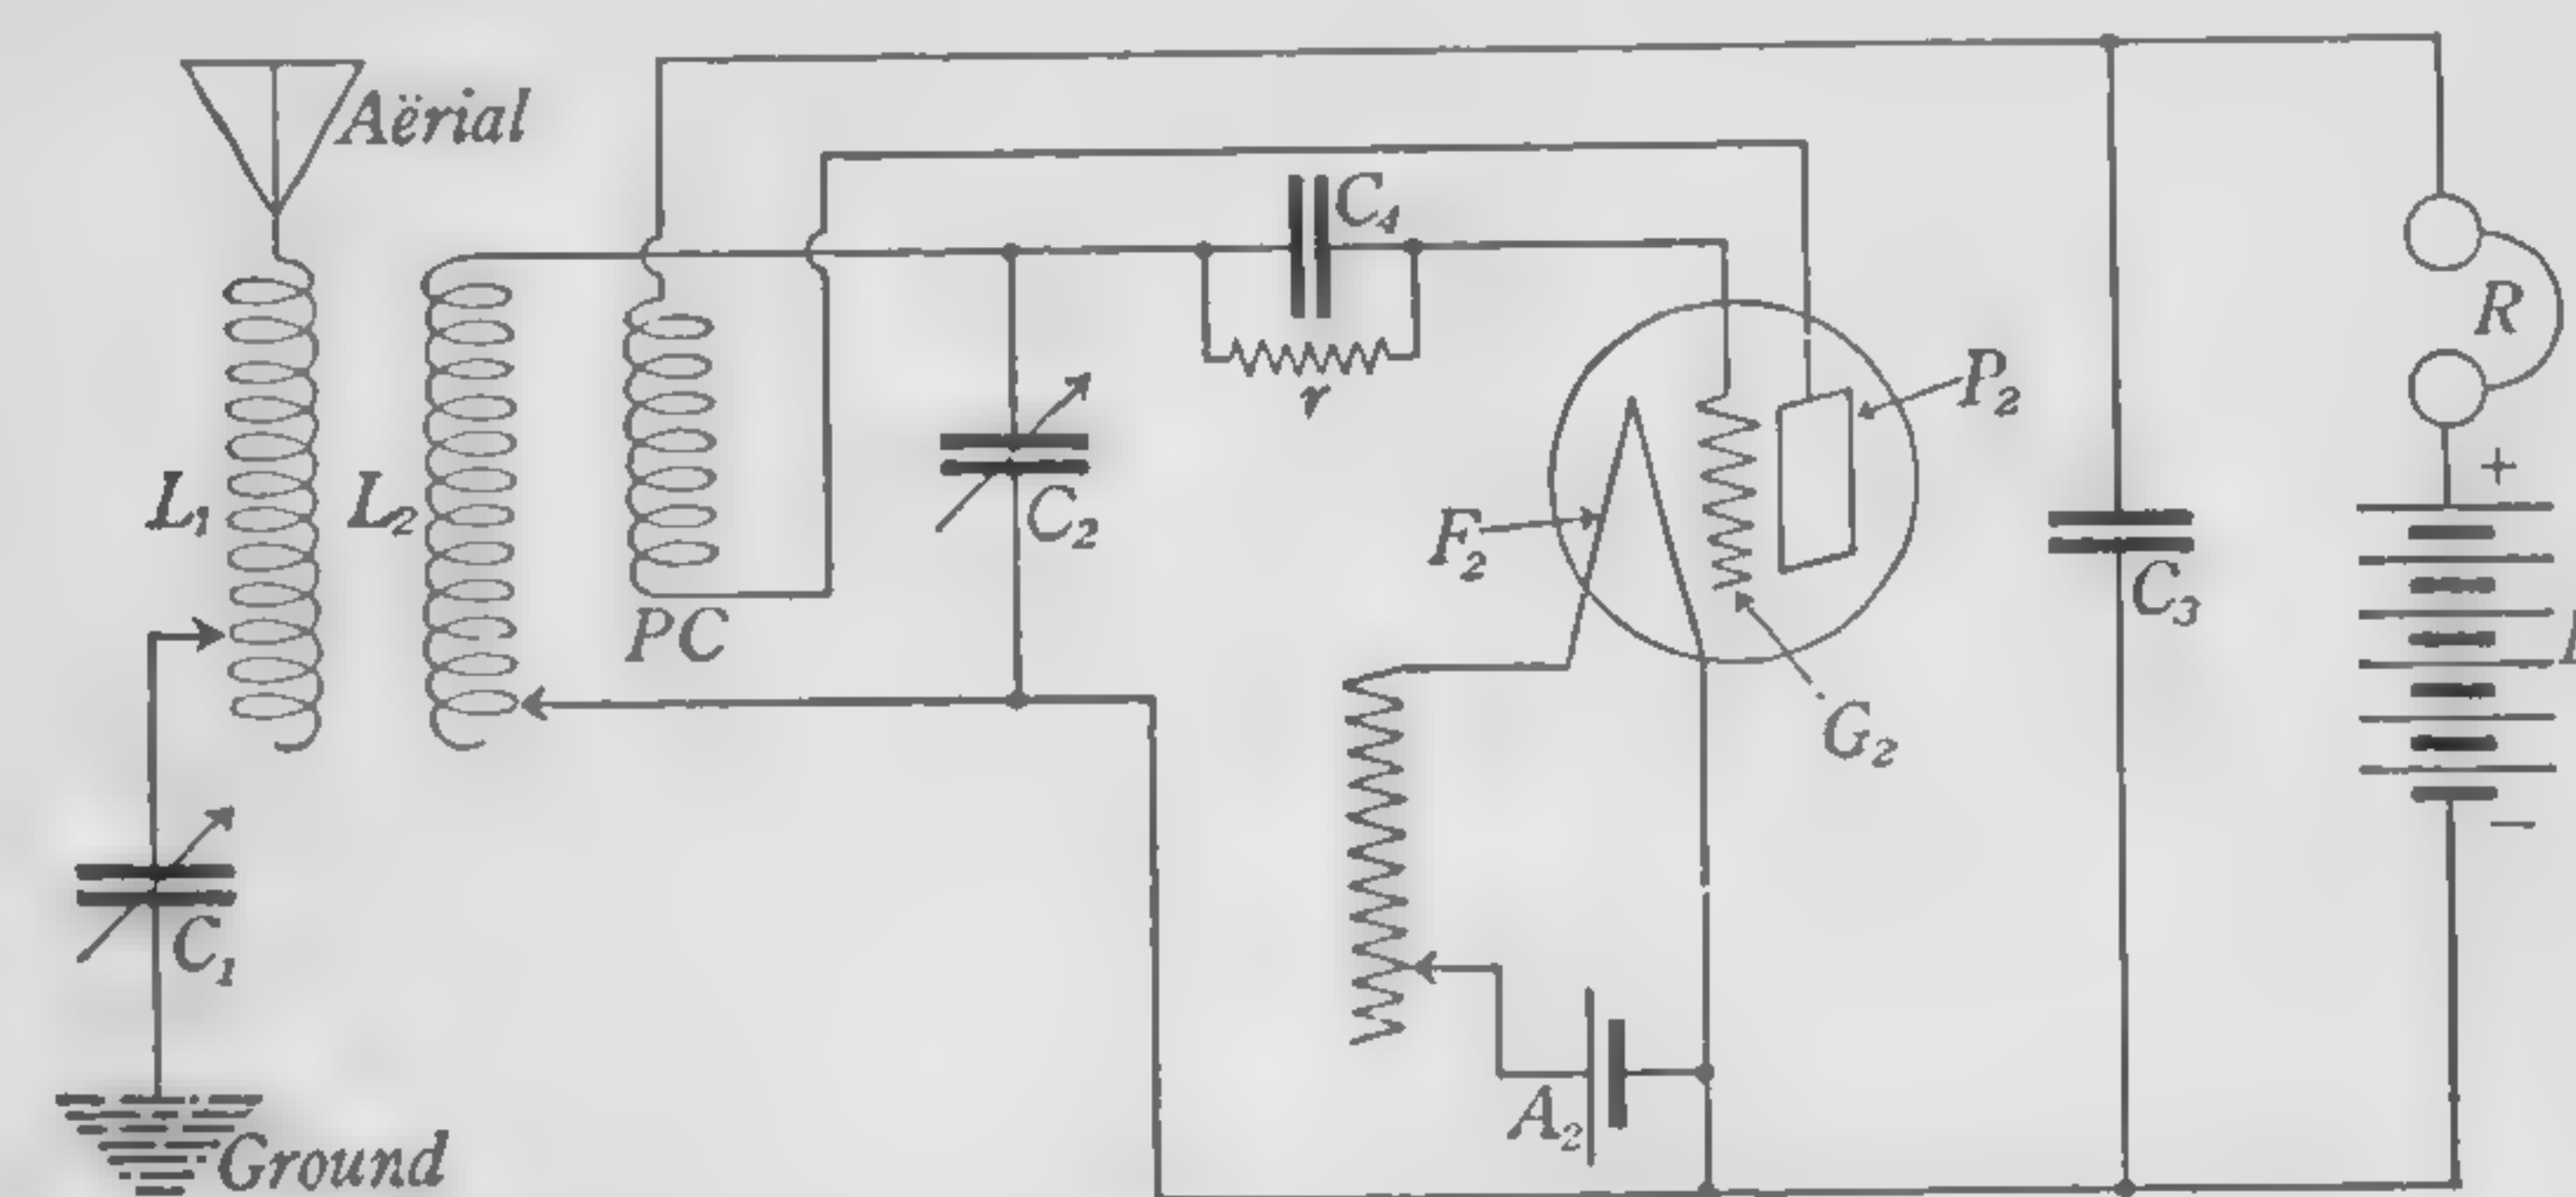 Aërial
C₄
R
r
P₂
+
L₁
L₂
C₂
F₂
C₃
PC
G₂
−
C₁
A₂
Ground